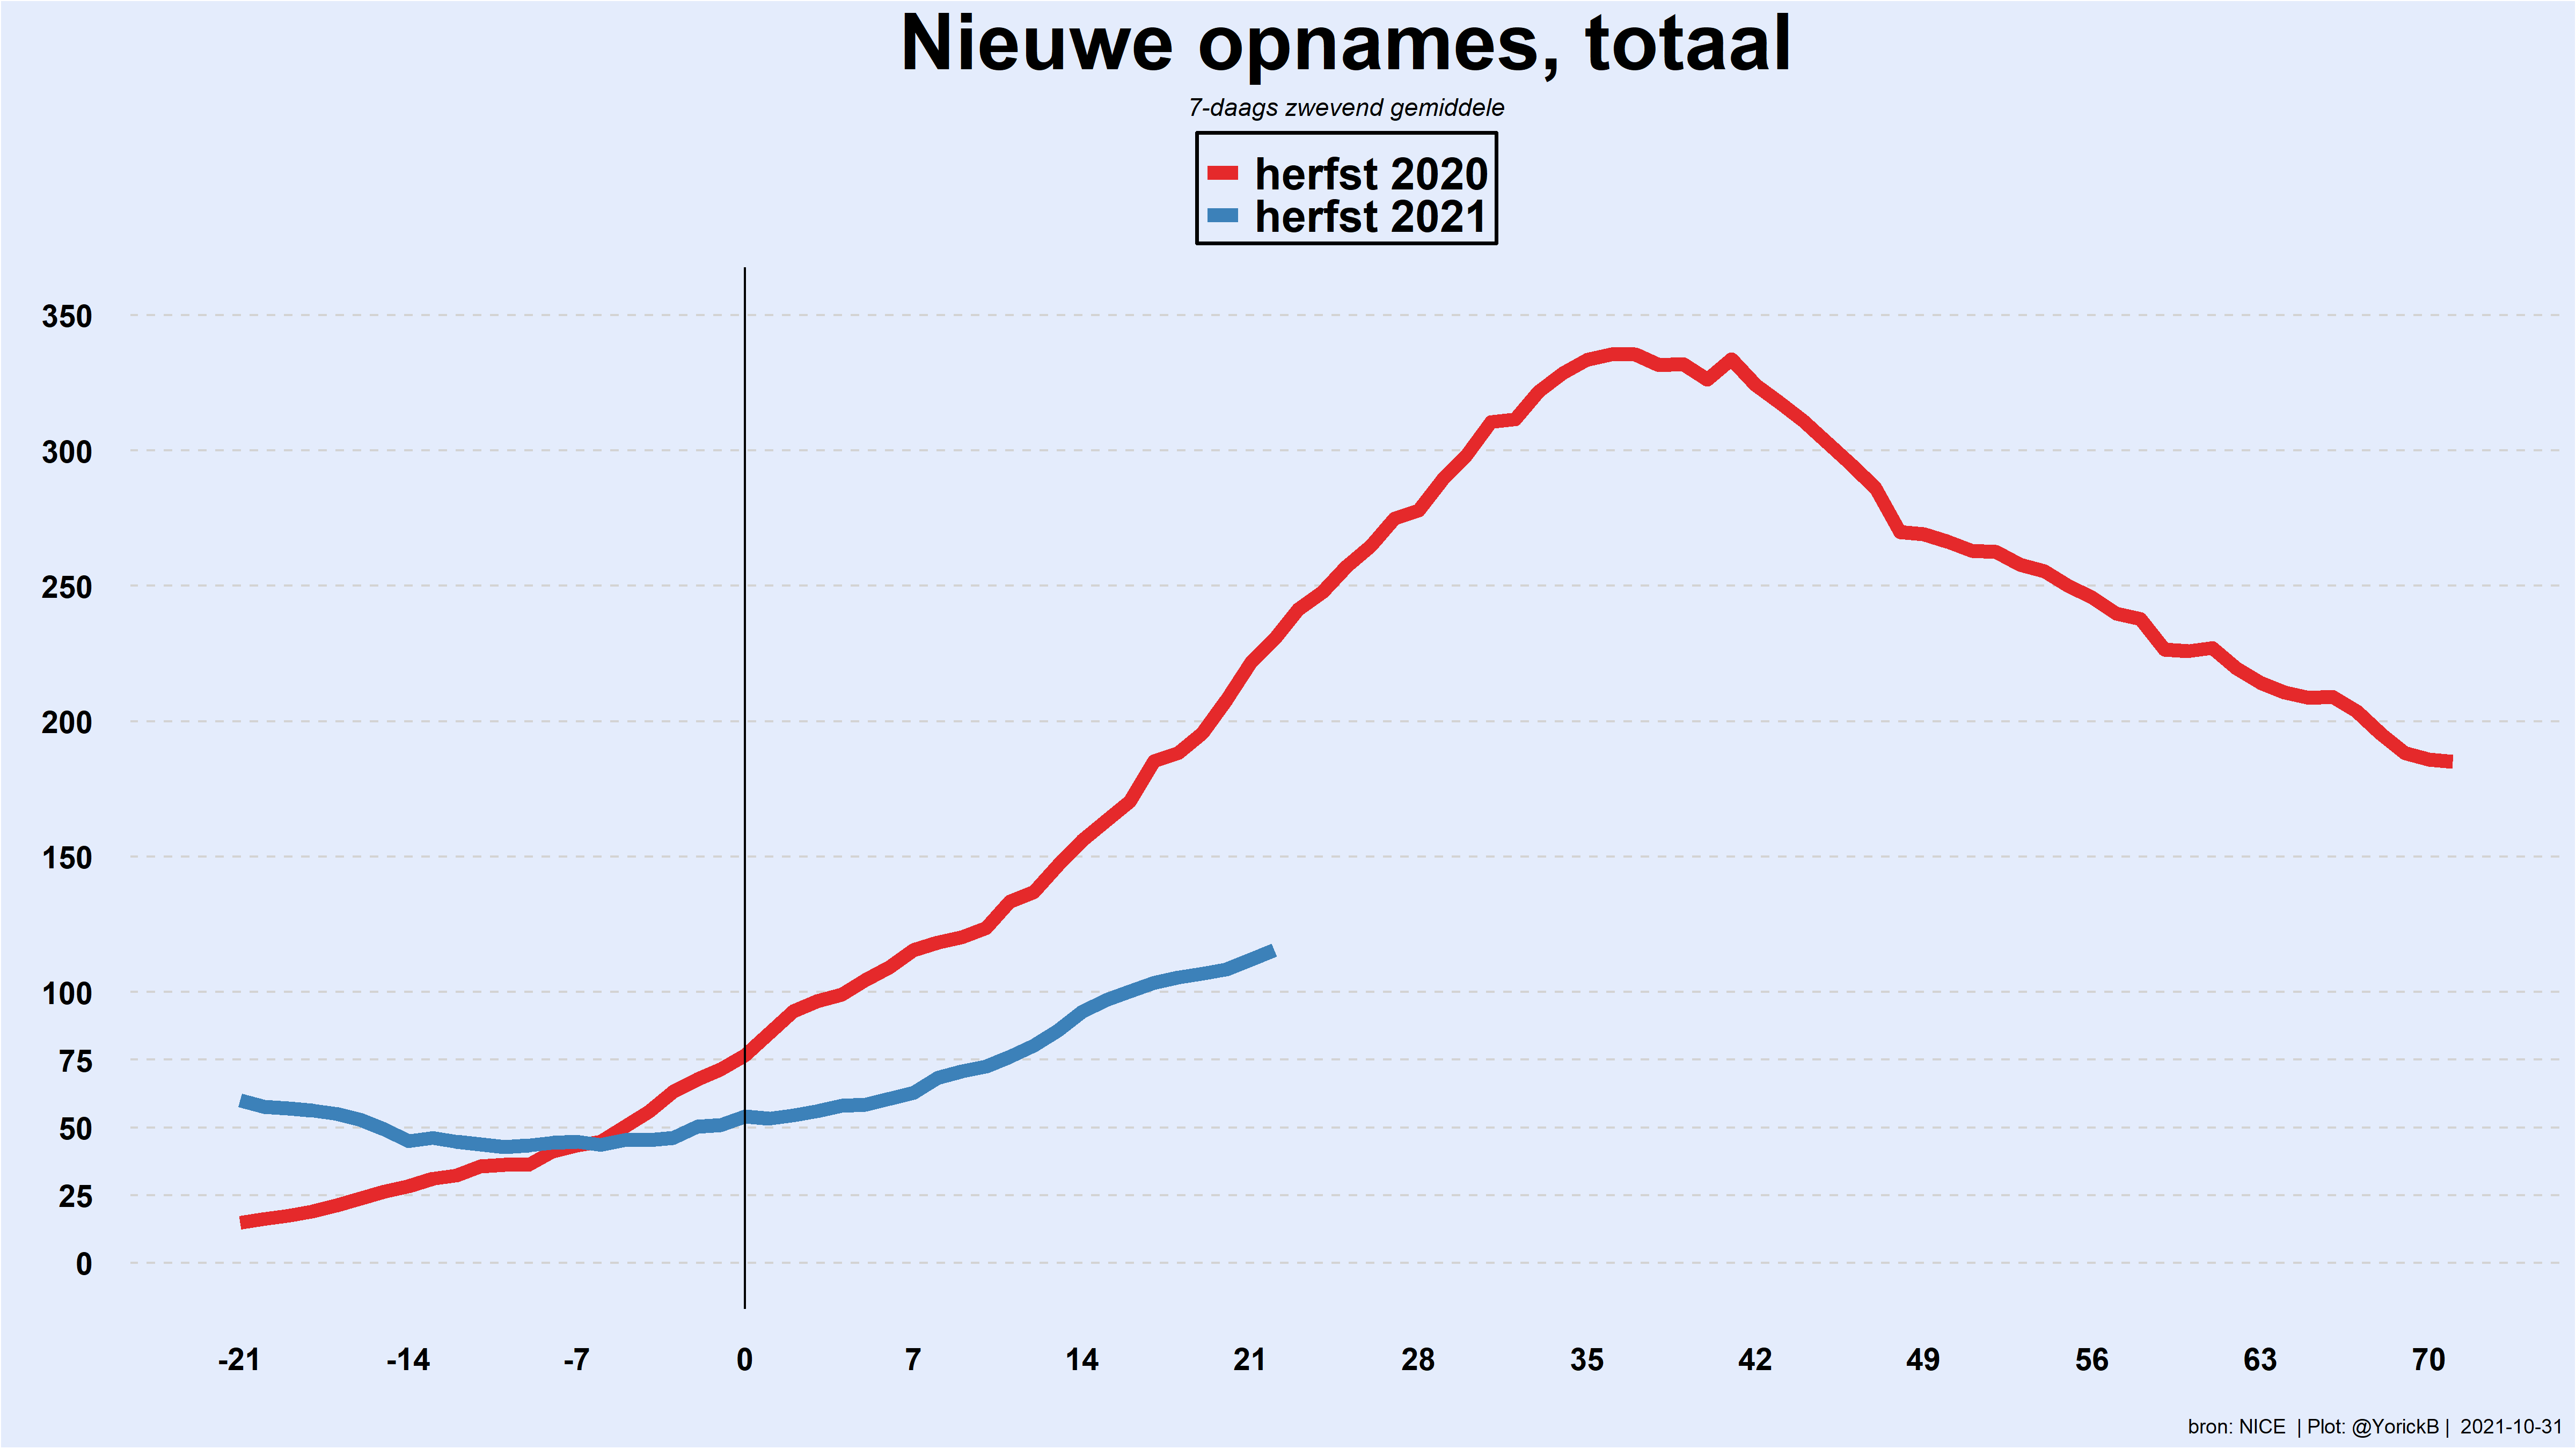 Nieuwe opnames, totaal
7-daags zwevend gemiddele
herfst 2020
herfst 2021
350
300
250
200
150
100
75
50
25
0
-21 -14 -7 0 7 14 21 28 35 42 49 56 63 70
bron: NICE | Plot: @YorickB | 2021-10-31